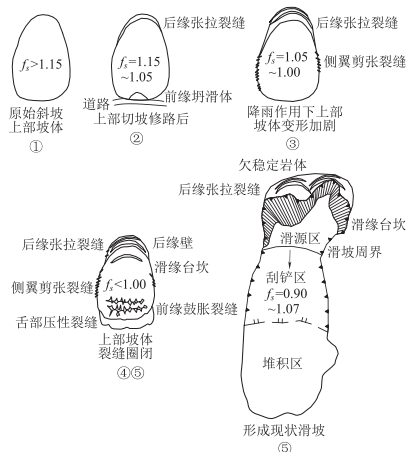 fs>1.15
原始斜坡
上部坡体
①
后缘张拉裂缝
fs=1.15
~1.05
道路
前缘坍滑体
上部切坡修路后
②
后缘张拉裂缝
fs=1.05
~1.00
侧翼剪张裂缝
降雨作用下上部
坡体变形加剧
③
后缘张拉裂缝
后缘壁
滑缘台坎
侧翼剪张裂缝
fs<1.00
前缘鼓胀裂缝
舌部压性裂缝
上部坡体
裂缝圈闭
④⑤
欠稳定岩体
后缘张拉裂缝
滑缘台坎
滑源区
滑坡周界
刮铲区
fs=0.90
~1.07
堆积区
形成现状滑坡
⑤